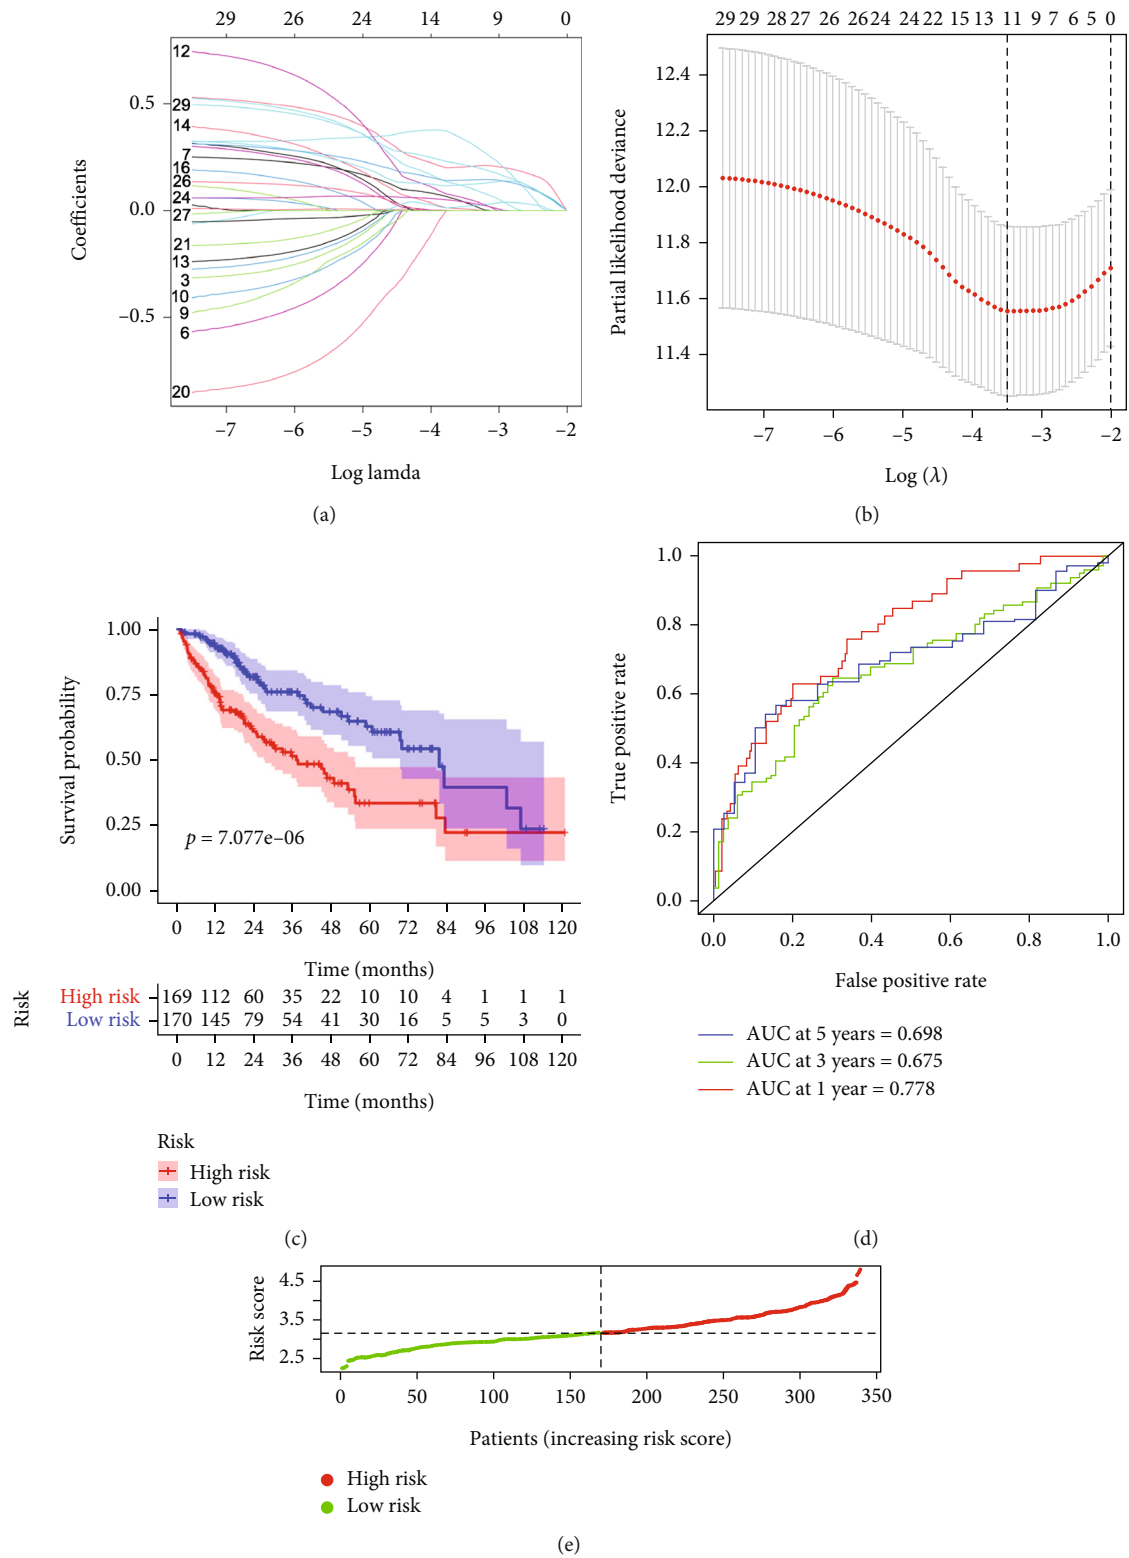 29 26 24 14 9 0
Coefficients
0.5
0.0
–0.5
12
29
14
7
16
26
24
27
21
13
3
10
9
6
20
–7 –6 –5 –4 –3 –2
Log lamda
(a)
29 29 28 27 26 26 24 24 22 15 13 11 9 7 6 5 0
Partial likelihood deviance
12.4
12.2
12.0
11.8
11.6
11.4
–7 –6 –5 –4 –3 –2
Log (λ)
(b)
Survival probability
1.00
0.75
0.50
0.25
0.00
p = 7.077e–06
0 12 24 36 48 60 72 84 96 108 120
Time (months)
Risk
High risk 169 112 60 35 22 10 10 4 1 1 1
Low risk 170 145 79 54 41 30 16 5 5 3 0
0 12 24 36 48 60 72 84 96 108 120
Time (months)
Risk
High risk
Low risk
(c)
True positive rate
1.0
0.8
0.6
0.4
0.2
0.0
0.0 0.2 0.4 0.6 0.8 1.0
False positive rate
AUC at 5 years = 0.698
AUC at 3 years = 0.675
AUC at 1 year = 0.778
(d)
Risk score
4.5
3.5
2.5
0 50 100 150 200 250 300 350
Patients (increasing risk score)
High risk
Low risk
(e)